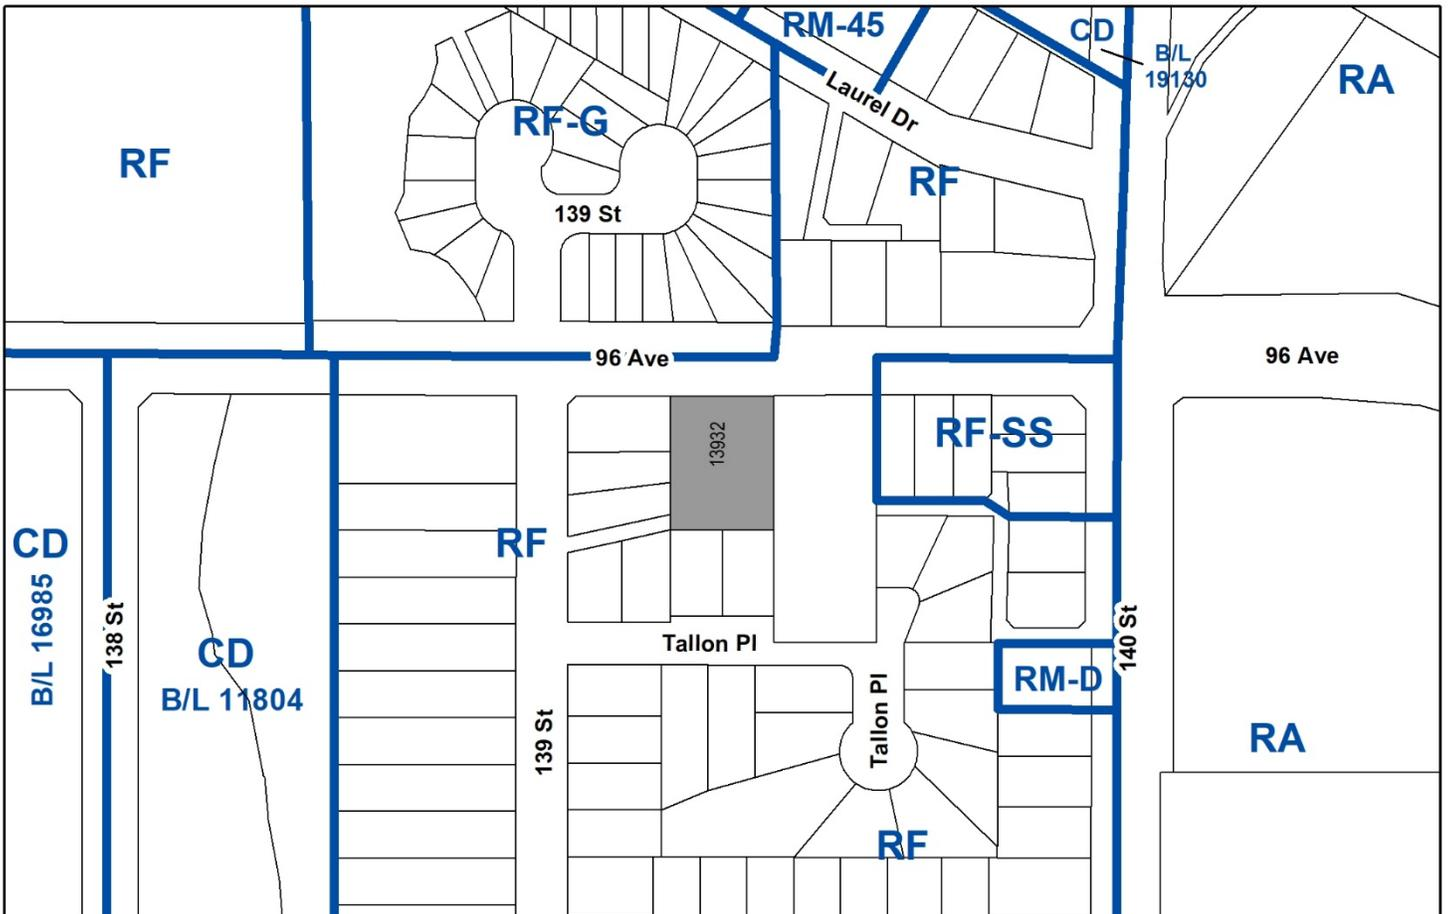 RM-45
CD
B/L
19130
RA
Laurel Dr
RF-G
RF
RF
139 St
96 Ave
96 Ave
13932
RF-SS
CD
B/L 16985
RF
138 St
CD
B/L 11804
Tallon Pl
140 St
RM-D
139 St
Tallon Pl
RA
RF